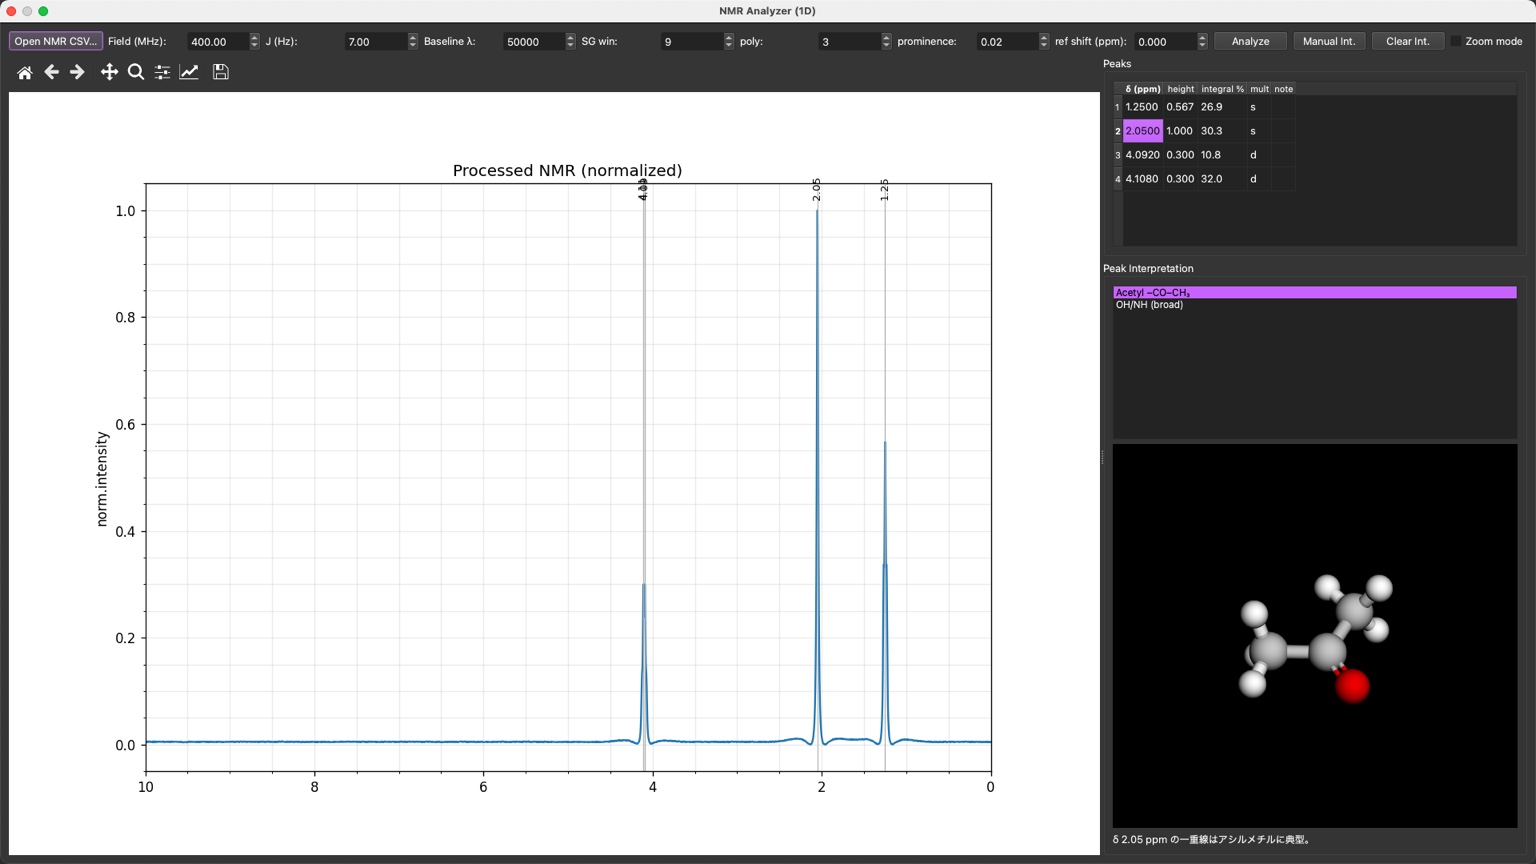 NMR Analyzer (1D)
Open NMR CSV... Field (MHz): 400.00 J (Hz): 7.00 Baseline λ: 50000 SG win: 9 poly: 3 prominence: 0.02 ref shift (ppm): 0.000 Analyze Manual Int. Clear Int. Zoom mode
Peaks
δ (ppm) height integral % mult note
1 1.2500 0.567 26.9 s
2 2.0500 1.000 30.3 s
3 4.0920 0.300 10.8 d
4 4.1080 0.300 32.0 d
Processed NMR (normalized)
2.05
1.25
norm.intensity
1.0
0.8
0.6
0.4
0.2
0.0
10 8 6 4 2 0
Peak Interpretation
Acetyl –CO–CH₃
OH/NH (broad)
δ 2.05 ppm の一重線はアシルメチルに典型。